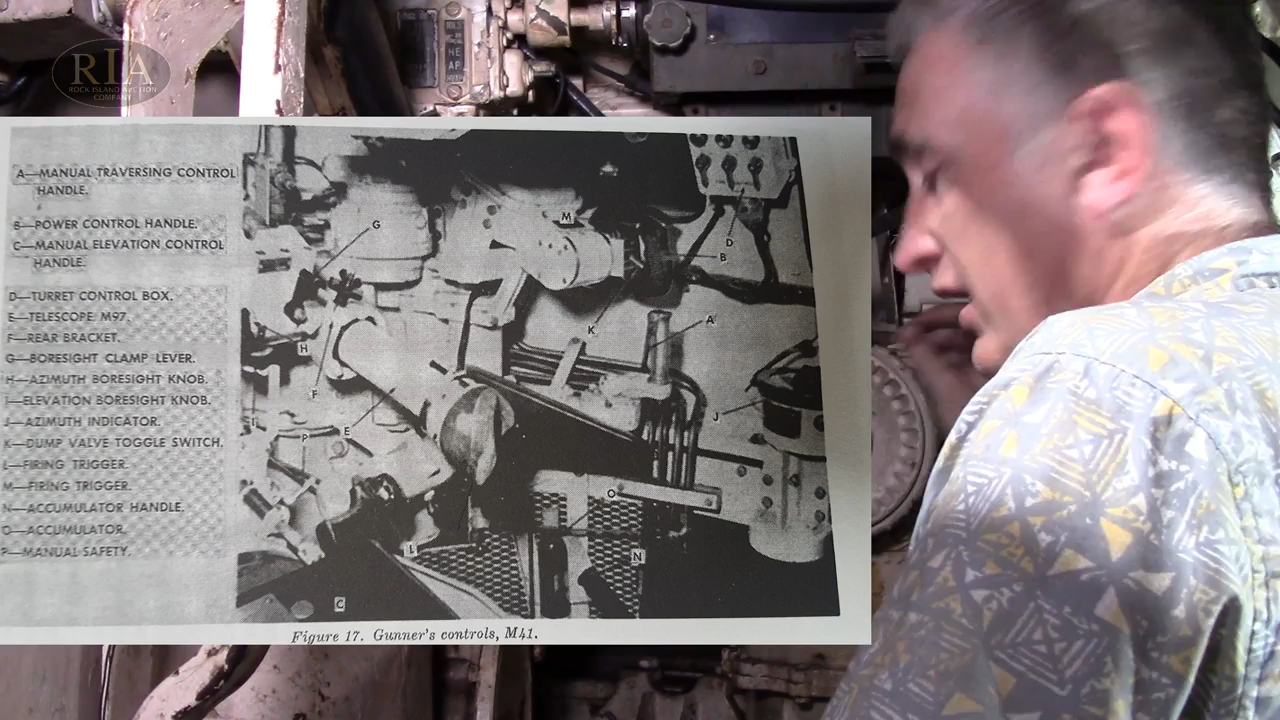 RIA
ROCK ISLAND AUCTION
COMPANY
HE
AP
A—MANUAL TRAVERSING CONTROL
HANDLE.
B—POWER CONTROL HANDLE.
C—MANUAL ELEVATION CONTROL
HANDLE.
D—TURRET CONTROL BOX.
E—TELESCOPE M97.
F—REAR BRACKET.
G—BORESIGHT CLAMP LEVER.
H—AZIMUTH BORESIGHT KNOB.
I—ELEVATION BORESIGHT KNOB.
J—AZIMUTH INDICATOR.
K—DUMP VALVE TOGGLE SWITCH.
L—FIRING TRIGGER.
M—FIRING TRIGGER.
N—ACCUMULATOR HANDLE.
O—ACCUMULATOR.
P—MANUAL SAFETY.
G
M
D
B
K
A
H
F
J
I
P
E
O
L
N
C
Figure 17. Gunner's controls, M41.